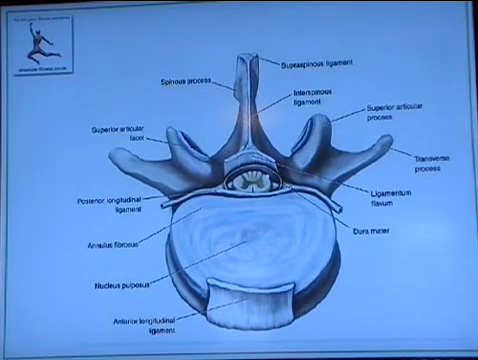 Supraspinous ligament
Spinous process
Interspinous
ligament
Superior articular
process
Superior articular
facet
Transverse
process
Posterior longitudinal
ligament
Ligamentum
flavum
Annulus fibrosus
Dura mater
Nucleus pulposus
Anterior longitudinal
ligament